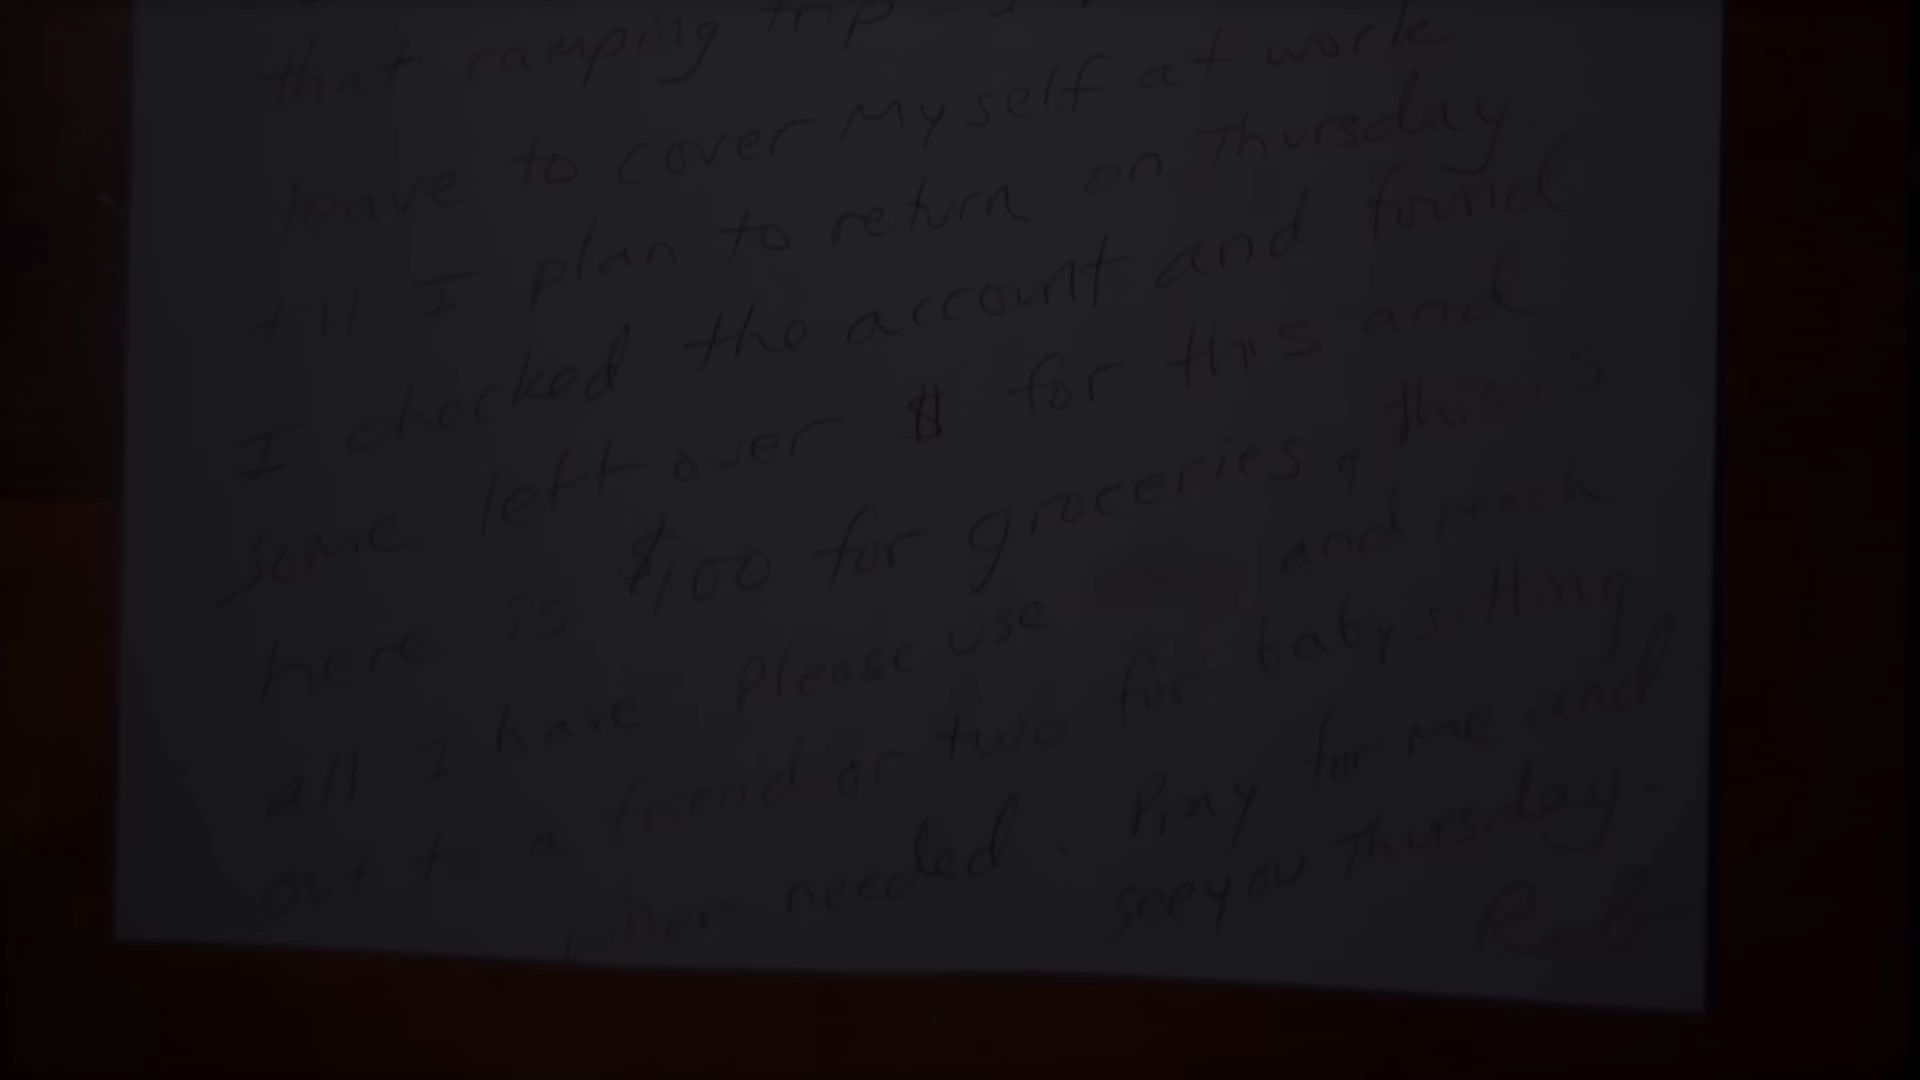 that camping trip
leave to cover Myself at work
till I plan to return on Thursday.
I checked the account and found
some left over $ for this and
here is $100 for groceries, this is
all I have. Please use and reach
out to a friend or two for babysitting
when needed. Pray for me and
see you Thursday.
Rob